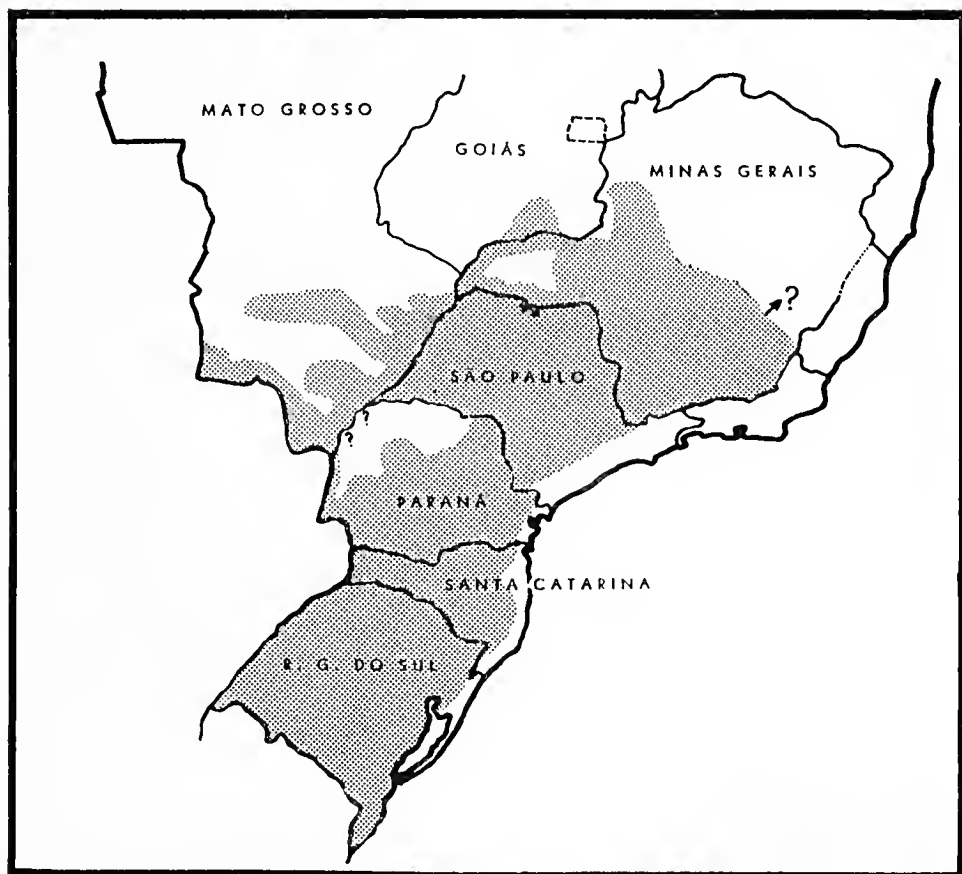 MATO GROSSO
GOIÁS
MINAS GERAIS
?
SÃO PAULO
?
?
PARANÁ
SANTA CATARINA
R. G. DO SUL